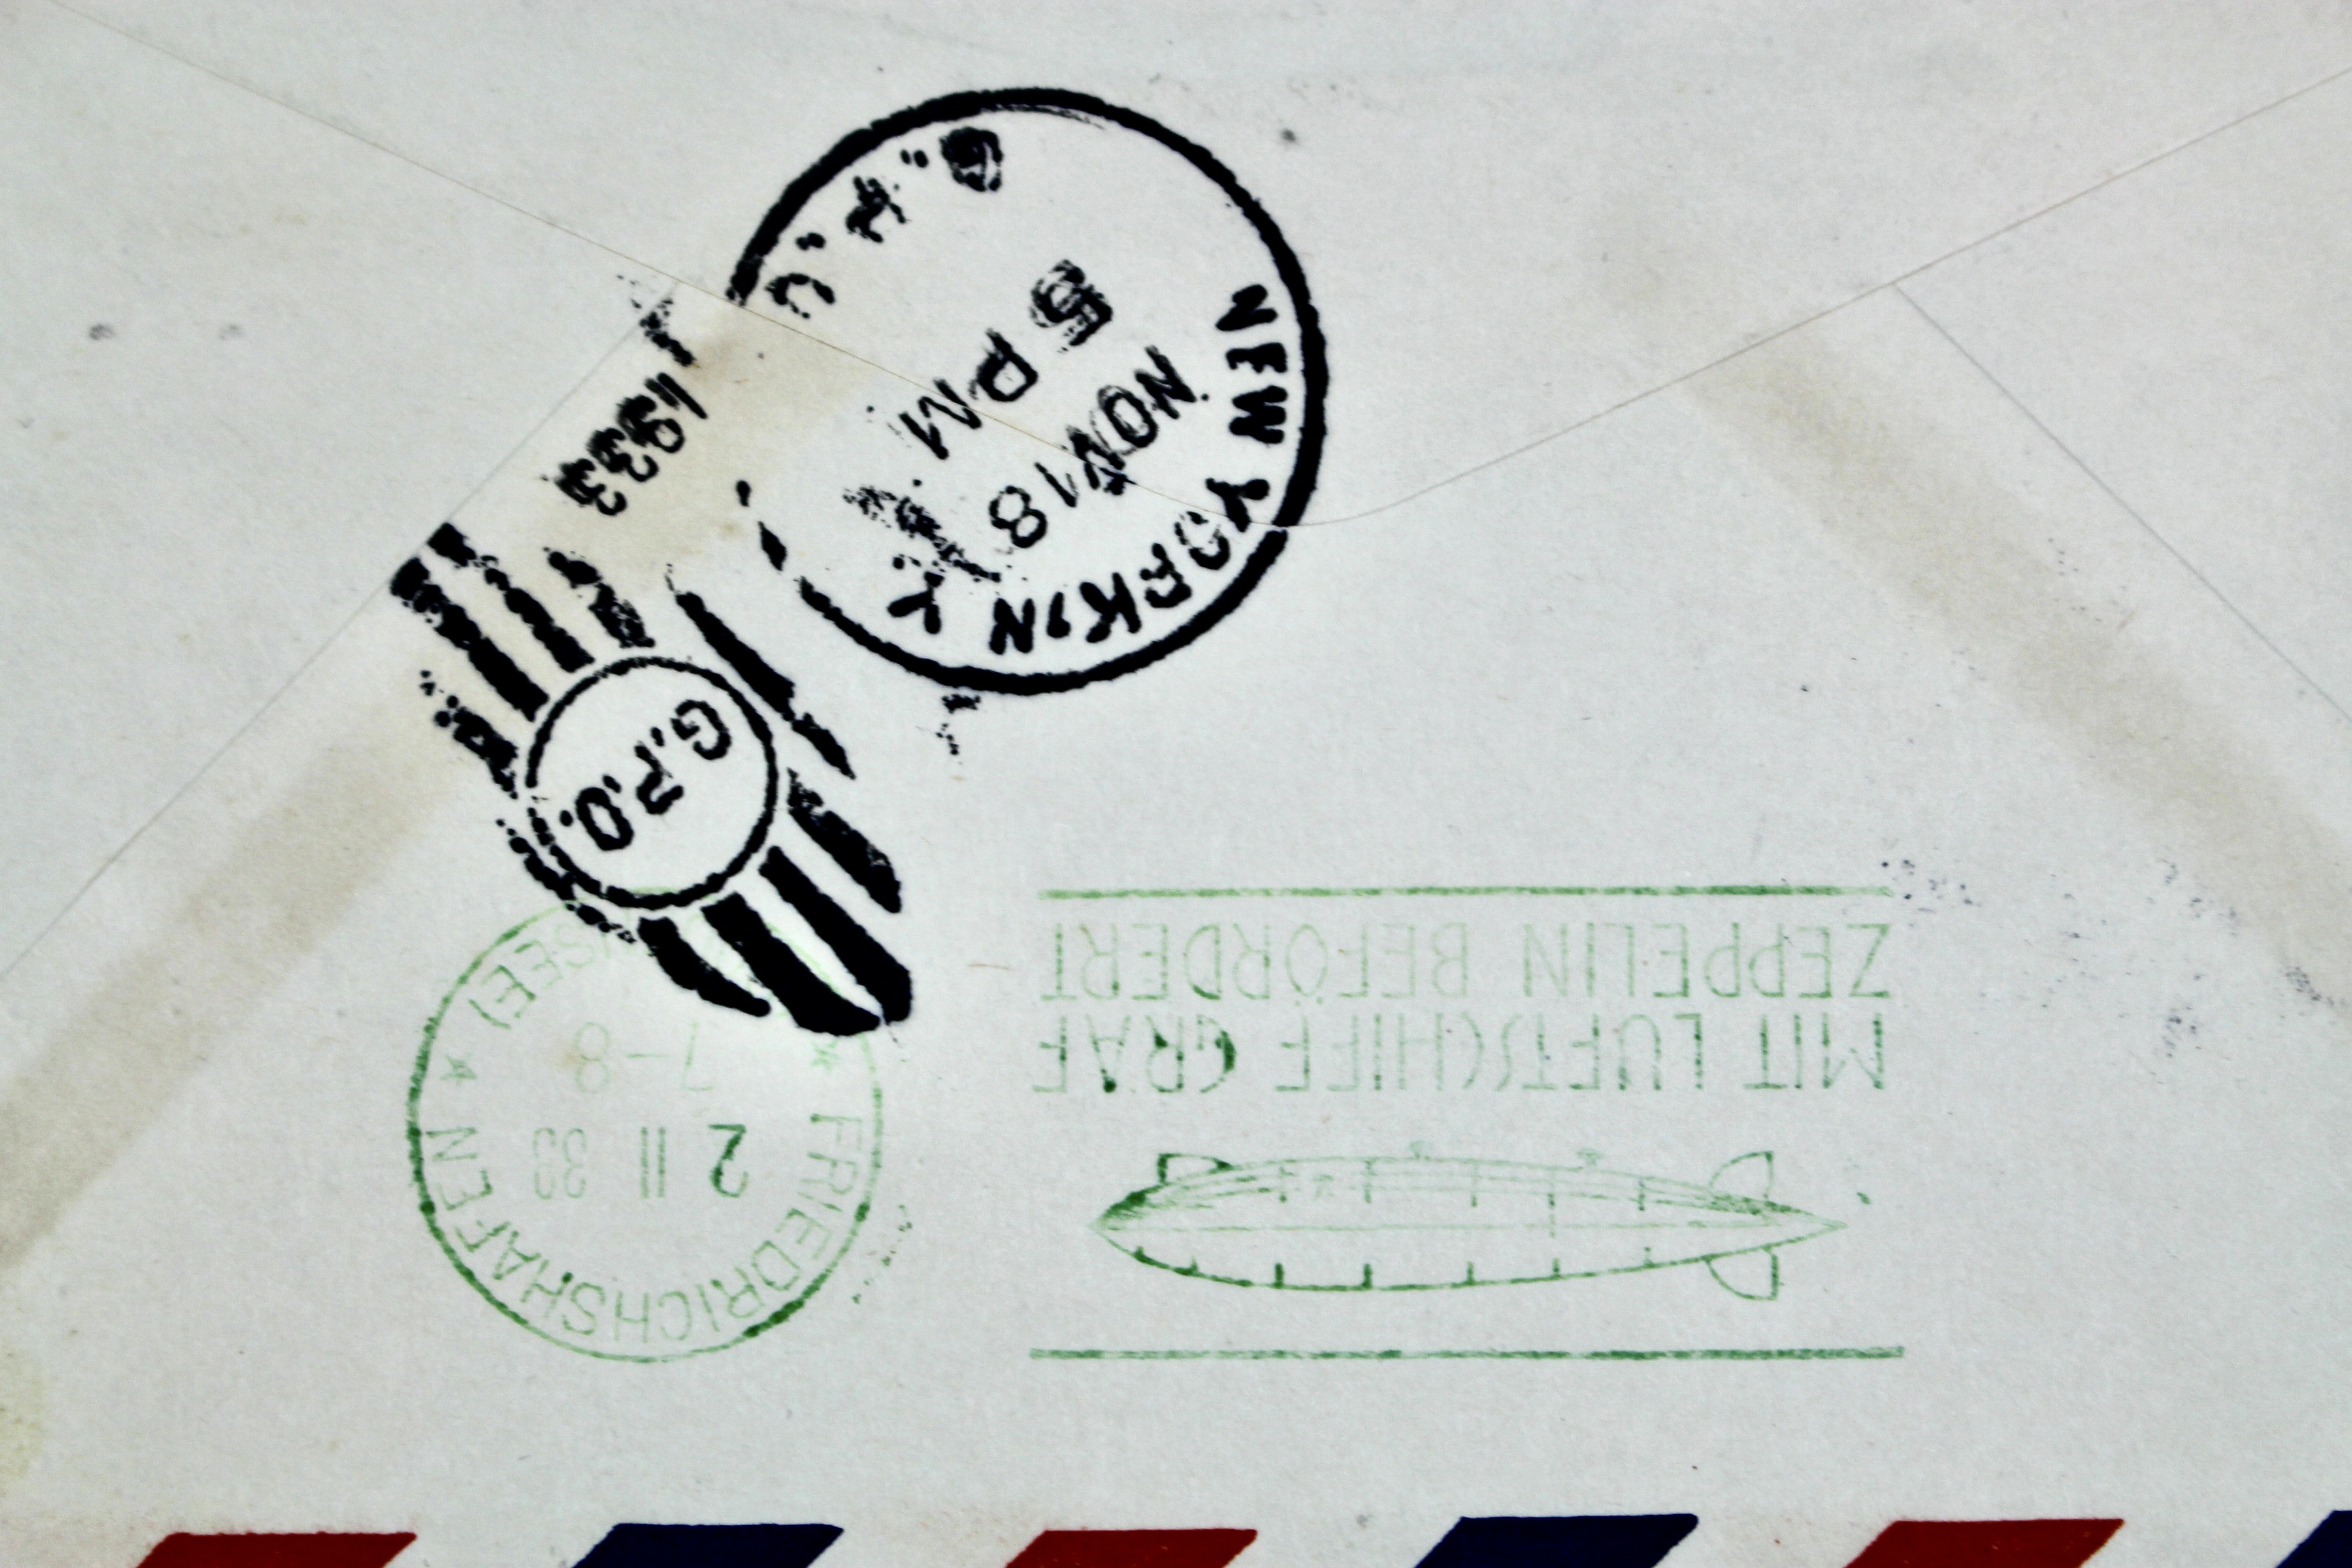 NEW YORK, N Y
NOV 18
5 PM
1933
G.P.O.
MIT LUFTSCHIFF GRAF
ZEPPELIN BEFÖRDERT
★ FRIEDRICHSHAFEN ★
2 11 33
7-8